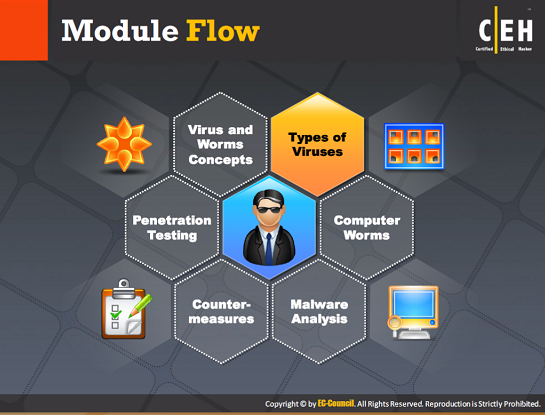 Module Flow
C|EH
Certified Ethical Hacker
Virus and
Worms
Concepts
Types of
Viruses
Penetration
Testing
Computer
Worms
Counter-
measures
Malware
Analysis
Copyright © by EC-Council. All Rights Reserved. Reproduction is Strictly Prohibited.